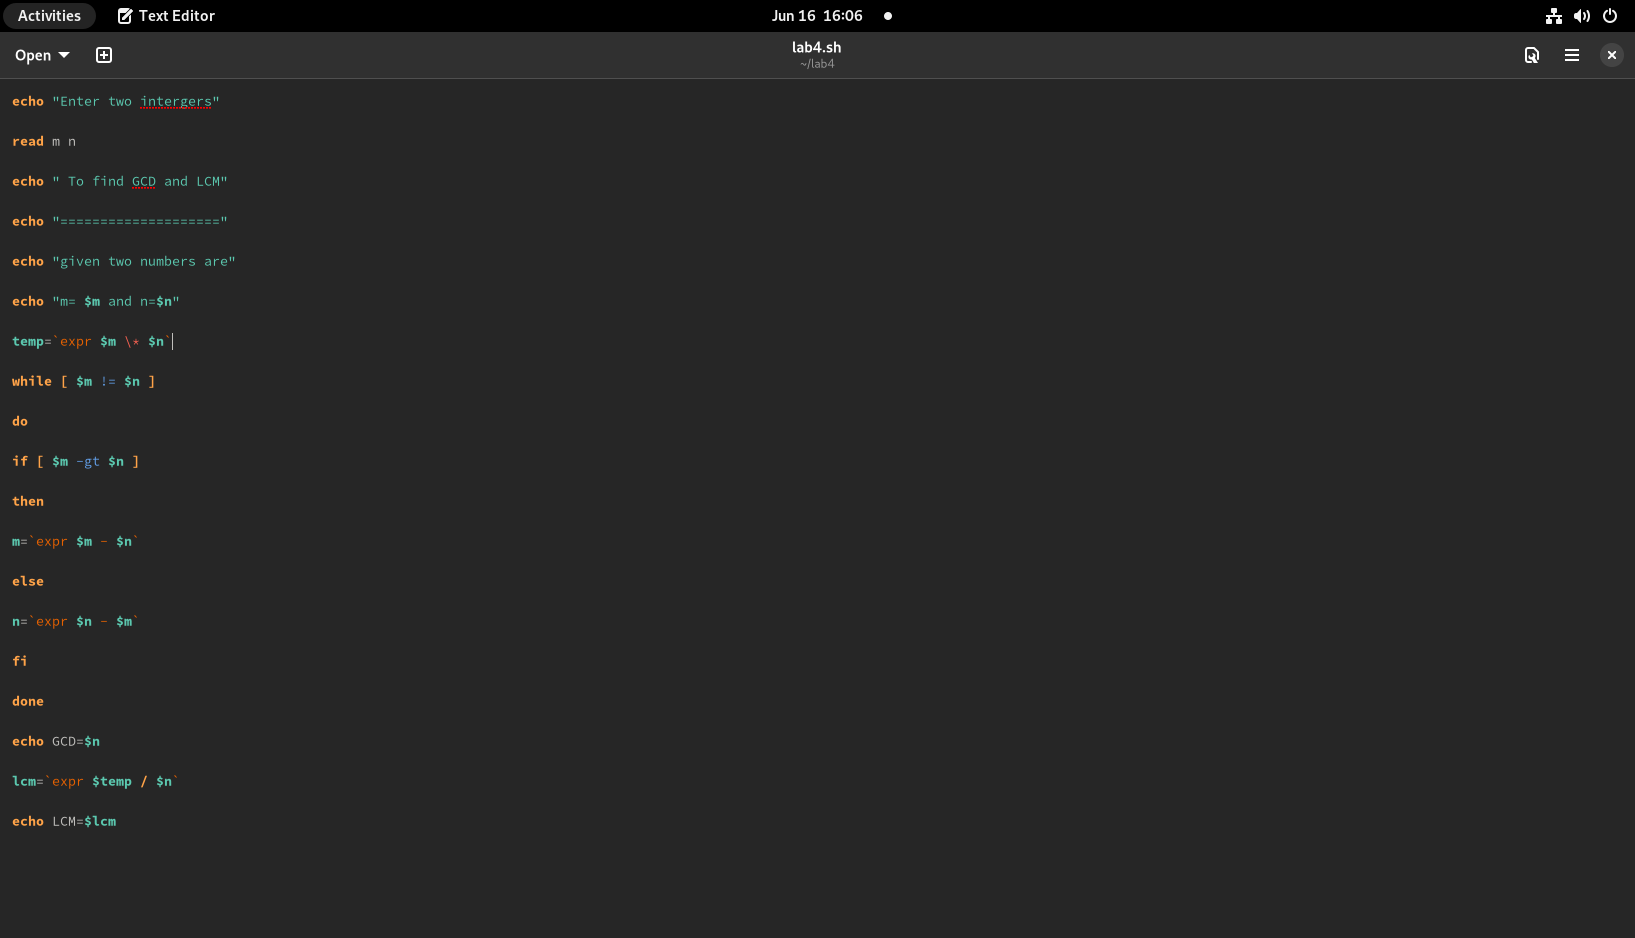 Activities Text Editor Jun 16 16:06
Open lab4.sh
~/lab4
echo "Enter two intergers"
read m n
echo " To find GCD and LCM"
echo "===================="
echo "given two numbers are"
echo "m= $m and n=$n"
temp=`expr $m \* $n`
while [ $m != $n ]
do
if [ $m -gt $n ]
then
m=`expr $m - $n`
else
n=`expr $n - $m`
fi
done
echo GCD=$n
lcm=`expr $temp / $n`
echo LCM=$lcm